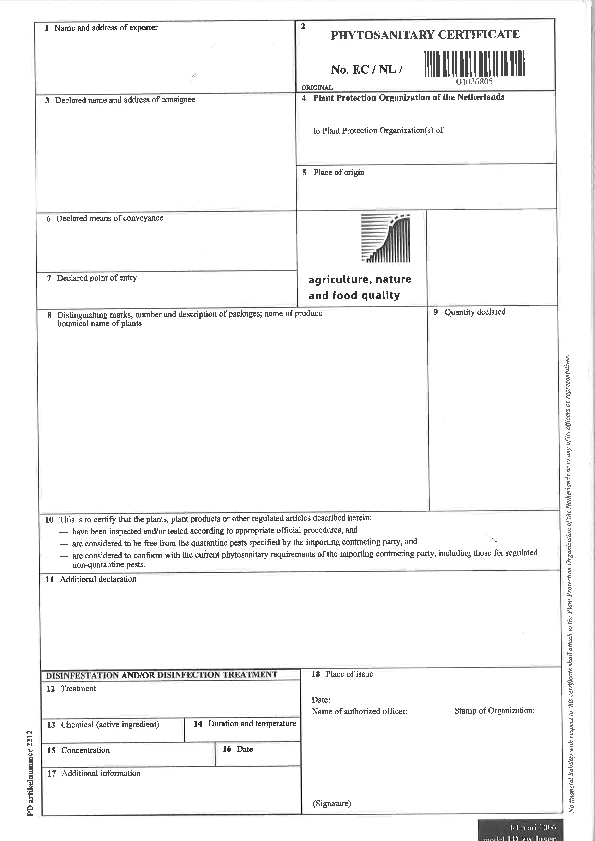 1 Name and address of exporter
2
PHYTOSANITARY CERTIFICATE
No. EC / NL /
ORIGINAL
3 Declared name and address of consignee
4 Plant Protection Organization of the Netherlands
to Plant Protection Organization(s) of
5 Place of origin
6 Declared means of conveyance
7 Declared point of entry
agriculture, nature
and food quality
8 Distinguishing marks, number and description of packages; name of produce
botanical name of plants
9 Quantity declared
10 This is to certify that the plants, plant products or other regulated articles described herein:
— have been inspected and/or tested according to appropriate official procedures, and
— are considered to be free from the quarantine pests specified by the importing contracting party, and
— are considered to conform with the current phytosanitary requirements of the importing contracting party, including those for regulated
non-quarantine pests.
11 Additional declaration
DISINFESTATION AND/OR DISINFECTION TREATMENT
12 Treatment
13 Chemical (active ingredient)
14 Duration and temperature
15 Concentration
16 Date
17 Additional information
18 Place of issue
Date:
Name of authorized officer:
Stamp of Organization:
(Signature)
PD artikelnummer 2212
No financial liability with respect to this certificate shall attach to the Plant Protection Organization of the Netherlands or to any of its officers or representatives.